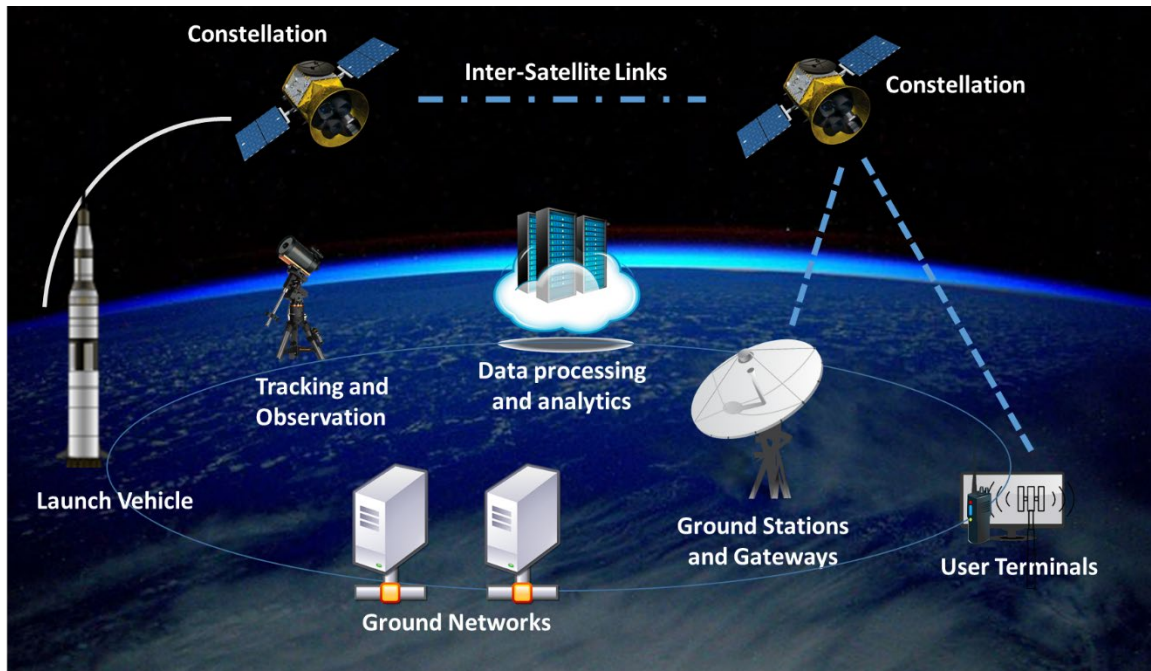 Constellation
Inter-Satellite Links
Constellation
Tracking and
Observation
Data processing
and analytics
Launch Vehicle
Ground Stations
and Gateways
User Terminals
Ground Networks